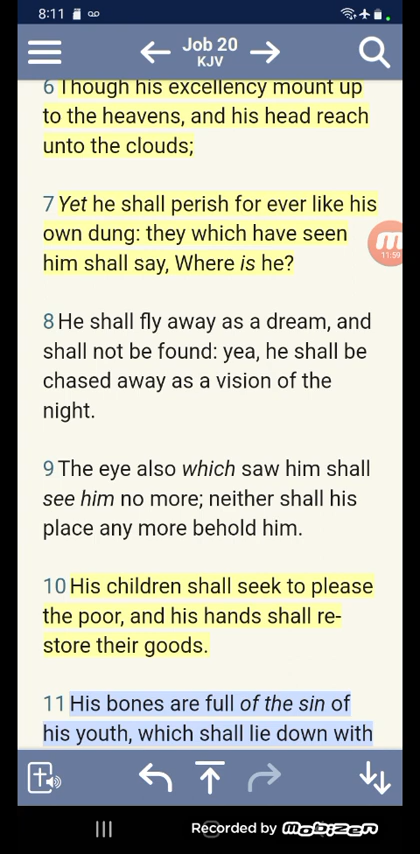 8:11
Job 20
KJV
6 Though his excellency mount up
to the heavens, and his head reach
unto the clouds;
7 Yet he shall perish for ever like his
own dung: they which have seen
him shall say, Where is he?
11:59
8 He shall fly away as a dream, and
shall not be found: yea, he shall be
chased away as a vision of the
night.
9 The eye also which saw him shall
see him no more; neither shall his
place any more behold him.
10 His children shall seek to please
the poor, and his hands shall re-
store their goods.
11 His bones are full of the sin of
his youth, which shall lie down with
Recorded by Mobizen